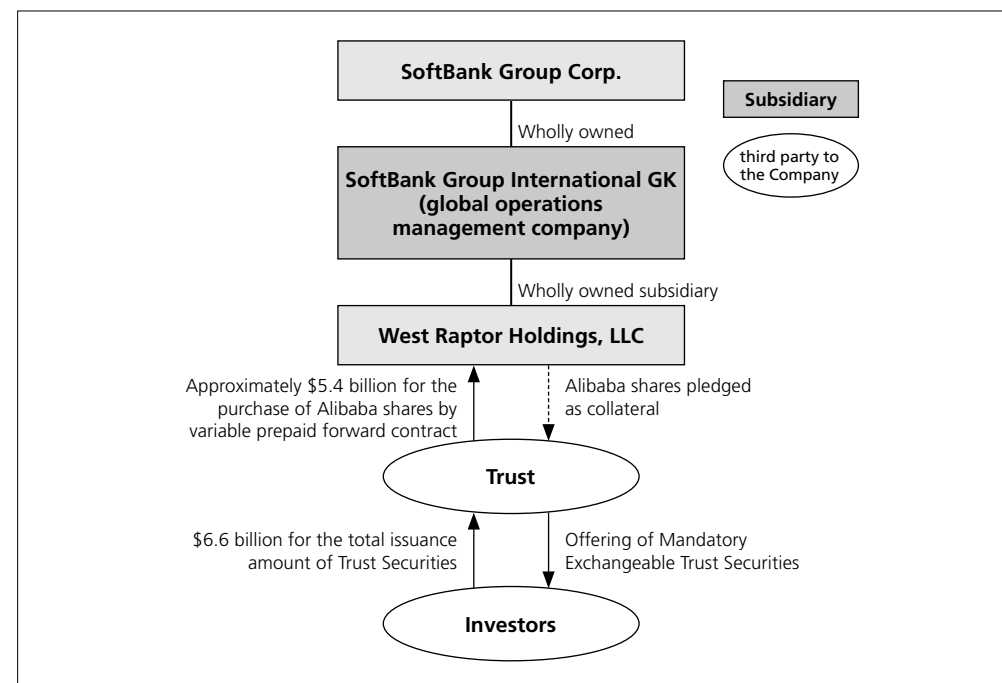 SoftBank Group Corp.
Subsidiary
Wholly owned
third party to
the Company
SoftBank Group International GK
(global operations
management company)
Wholly owned subsidiary
West Raptor Holdings, LLC
Approximately $5.4 billion for the
purchase of Alibaba shares by
variable prepaid forward contract
Alibaba shares pledged
as collateral
Trust
$6.6 billion for the total issuance
amount of Trust Securities
Offering of Mandatory
Exchangeable Trust Securities
Investors